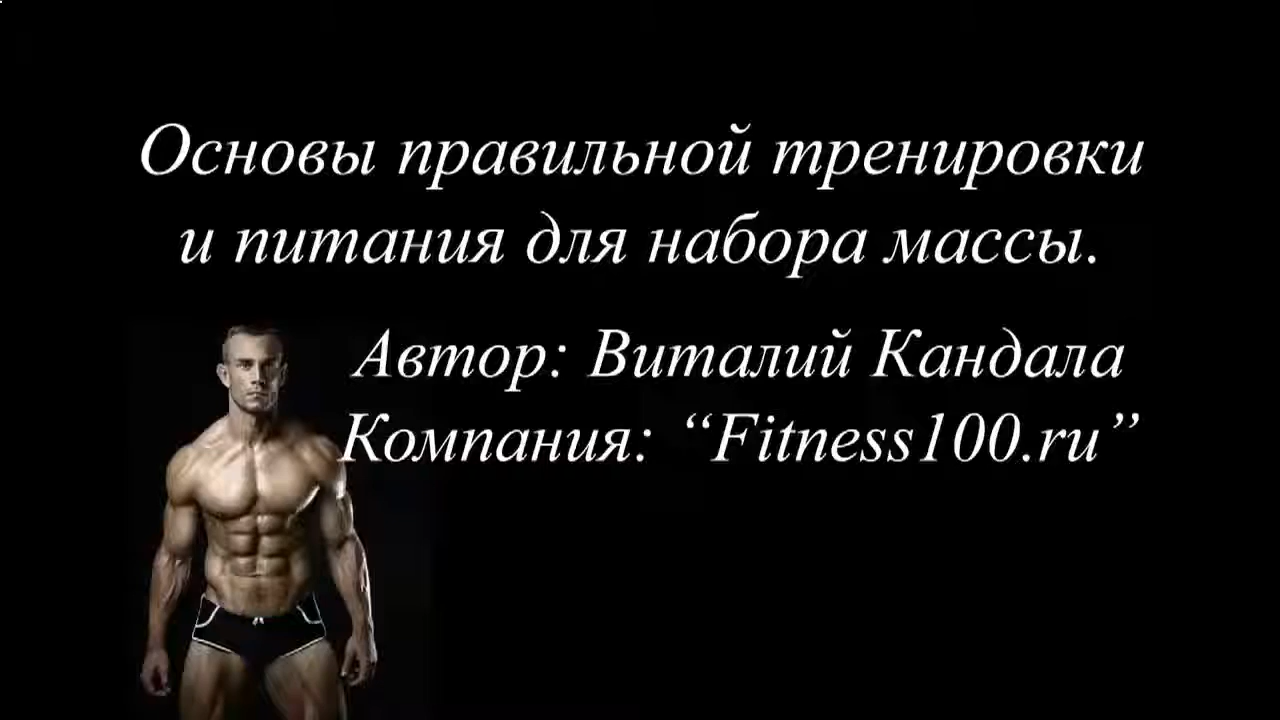 Основы правильной тренировки
и питания для набора массы.
Автор: Виталий Кандала
Компания: “Fitness100.ru”